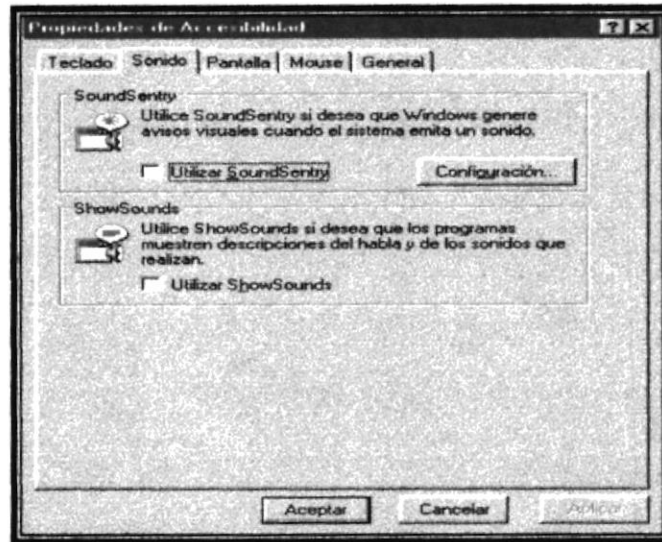 Propiedades de Accesibilidad
Teclado Sonido Pantalla Mouse General
SoundSentry
Utilice SoundSentry si desea que Windows genere
avisos visuales cuando el sistema emita un sonido.
Utilizar SoundSentry Configuración...
ShowSounds
Utilice ShowSounds si desea que los programas
muestren descripciones del habla y de los sonidos que
realizan.
Utilizar ShowSounds
Aceptar Cancelar Aplicar